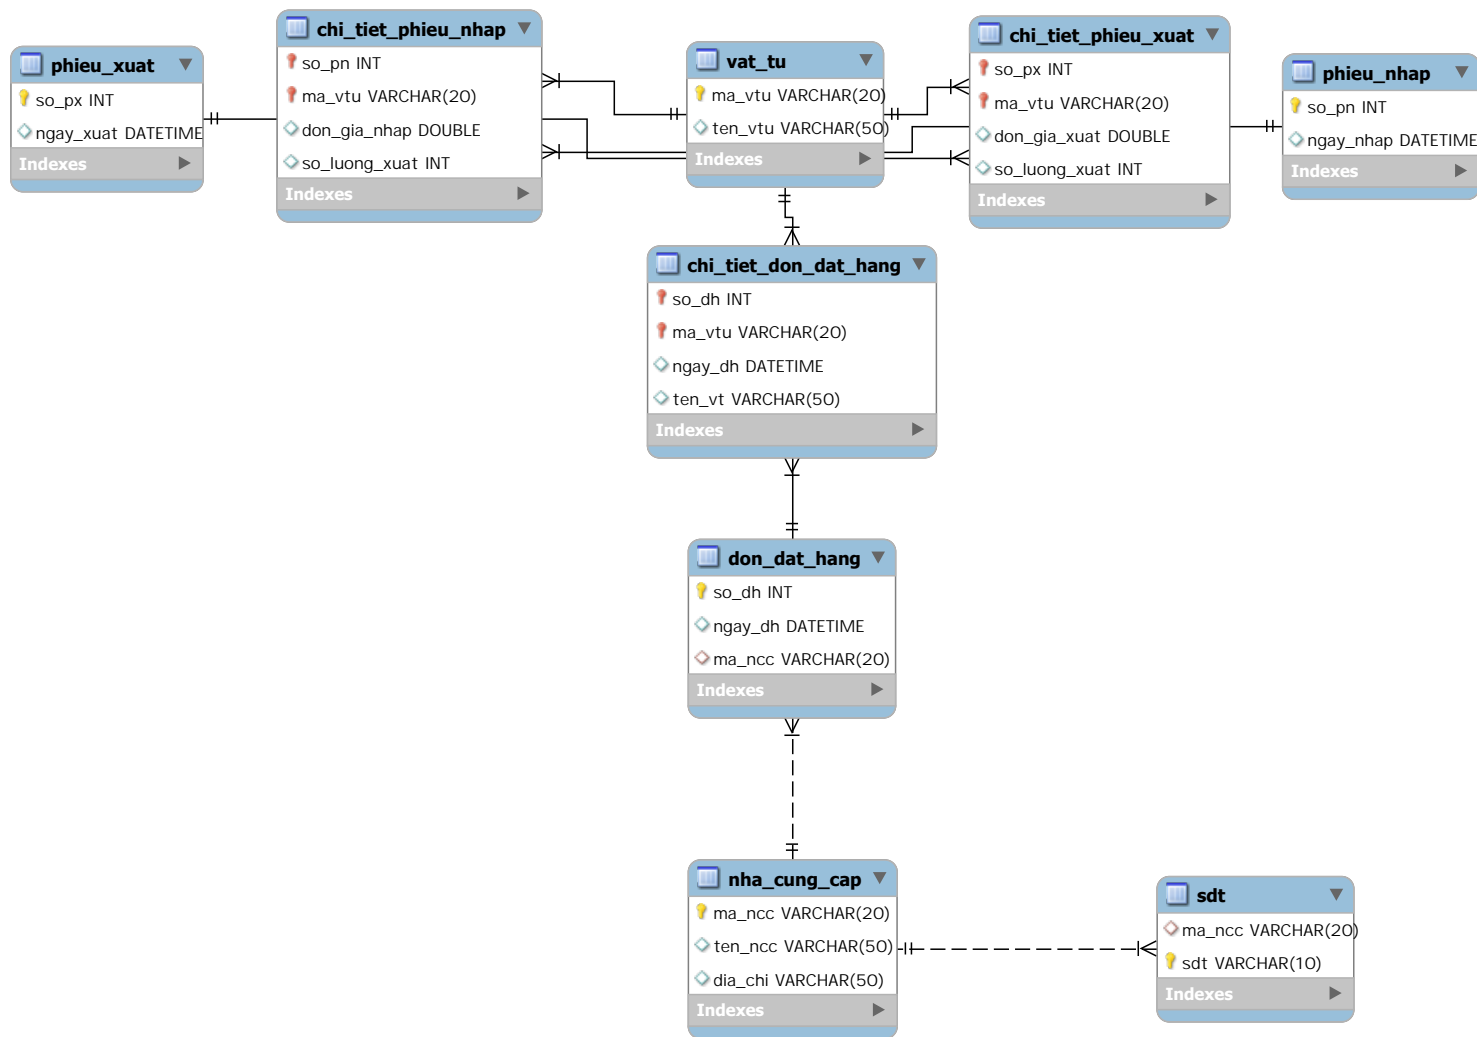 phieu_xuat
so_px INT
ngay_xuat DATETIME
Indexes
chi_tiet_phieu_nhap
so_pn INT
ma_vtu VARCHAR(20)
don_gia_nhap DOUBLE
so_luong_xuat INT
Indexes
vat_tu
ma_vtu VARCHAR(20)
ten_vtu VARCHAR(50)
Indexes
chi_tiet_phieu_xuat
so_px INT
ma_vtu VARCHAR(20)
don_gia_xuat DOUBLE
so_luong_xuat INT
Indexes
phieu_nhap
so_pn INT
ngay_nhap DATETIME
Indexes
chi_tiet_don_dat_hang
so_dh INT
ma_vtu VARCHAR(20)
ngay_dh DATETIME
ten_vt VARCHAR(50)
Indexes
don_dat_hang
so_dh INT
ngay_dh DATETIME
ma_ncc VARCHAR(20)
Indexes
nha_cung_cap
ma_ncc VARCHAR(20)
ten_ncc VARCHAR(50)
dia_chi VARCHAR(50)
Indexes
sdt
ma_ncc VARCHAR(20)
sdt VARCHAR(10)
Indexes